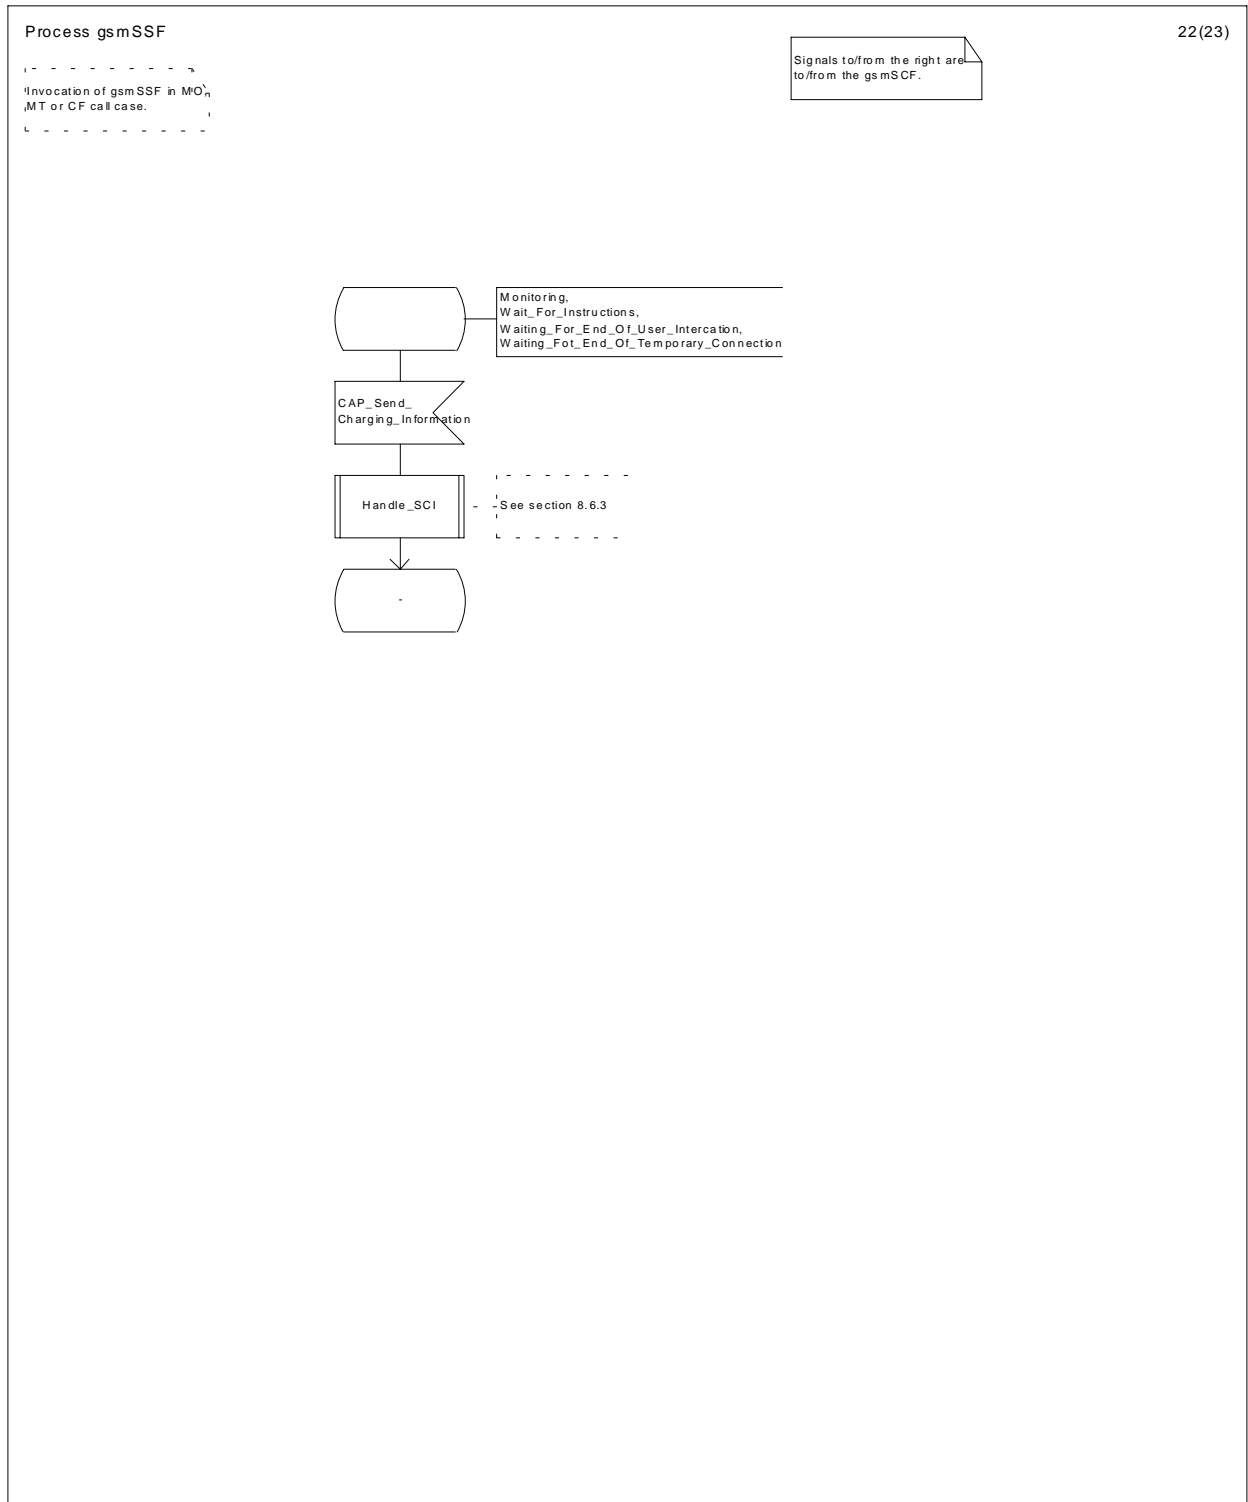 Process gsmSSF
22(23)
Invocation of gsmSSF in MO,
MT or CF call case.
Signals to/from the right are
to/from the gsmSCF.
Monitoring,
Wait_For_Instructions,
Waiting_For_End_Of_User_Intercation,
Waiting_Fot_End_Of_Temporary_Connection
CAP_Send_
Charging_Information
Handle_SCI
See section 8.6.3
-